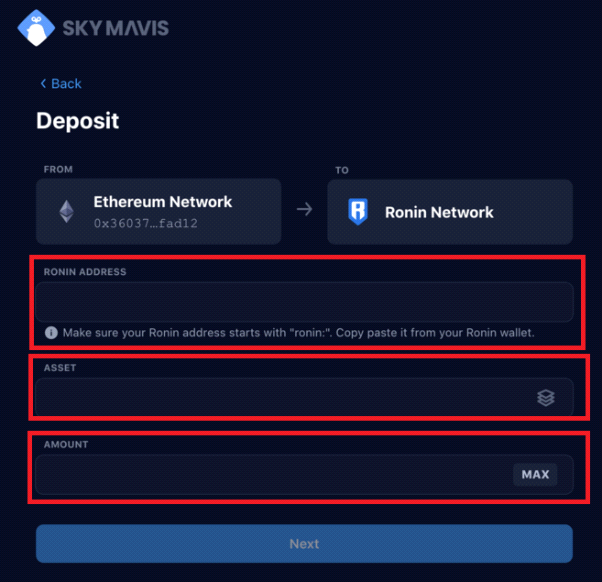 SKY MAVIS
Back
Deposit
FROM
Ethereum Network
0x36037...fad12
TO
Ronin Network
RONIN ADDRESS
Make sure your Ronin address starts with "ronin:". Copy paste it from your Ronin wallet.
ASSET
AMOUNT
MAX
Next